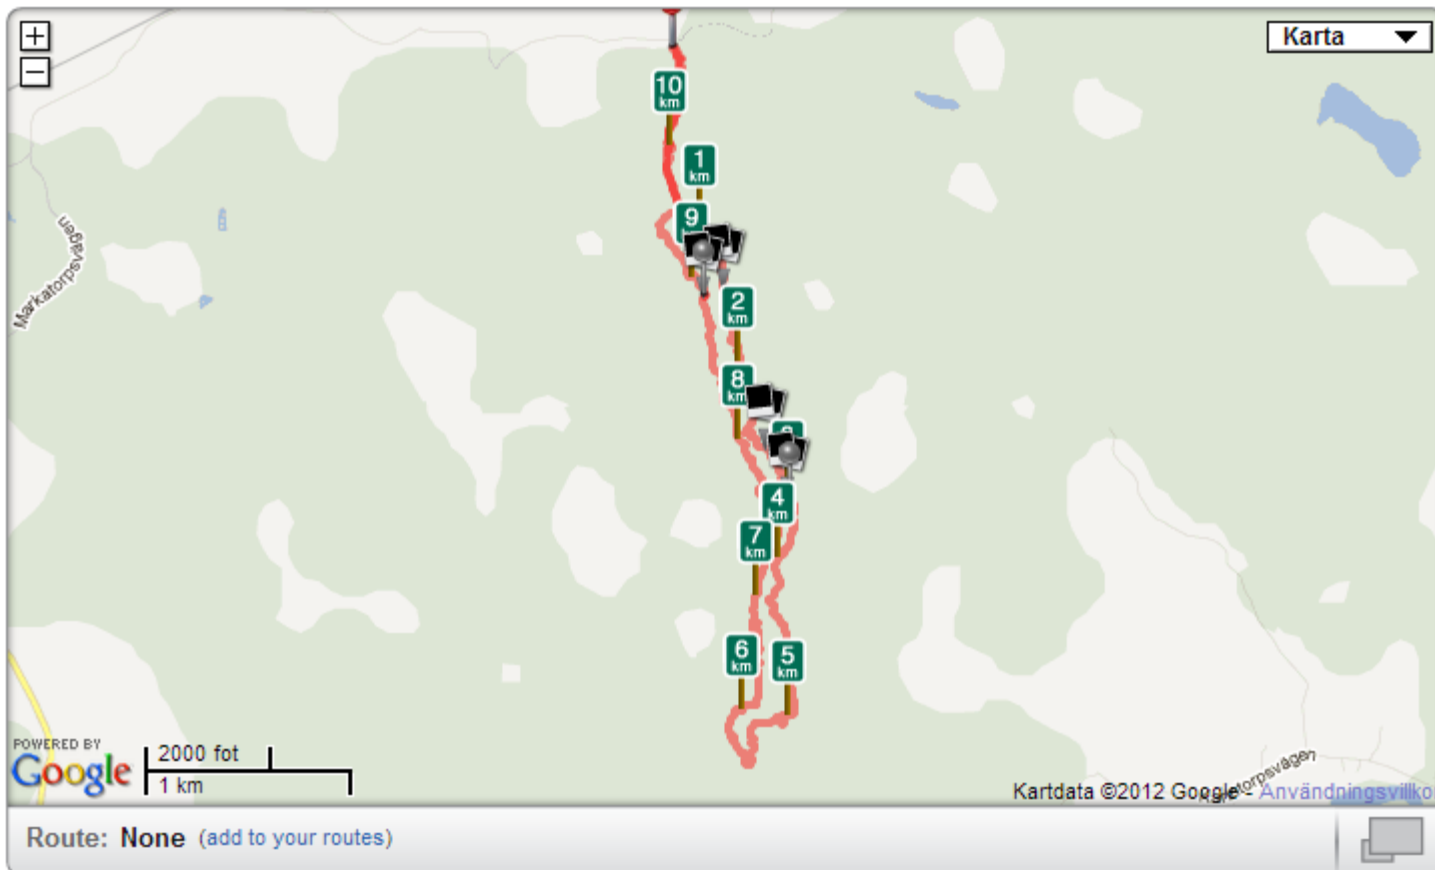 +
−
Karta
10
km
1
km
9
2
km
8
km
4
km
7
km
6
km
5
km
Markatorpsvägen
POWERED BY
Google
2000 fot
1 km
Kartdata ©2012 Google - Användningsvillko
Route: None (add to your routes)